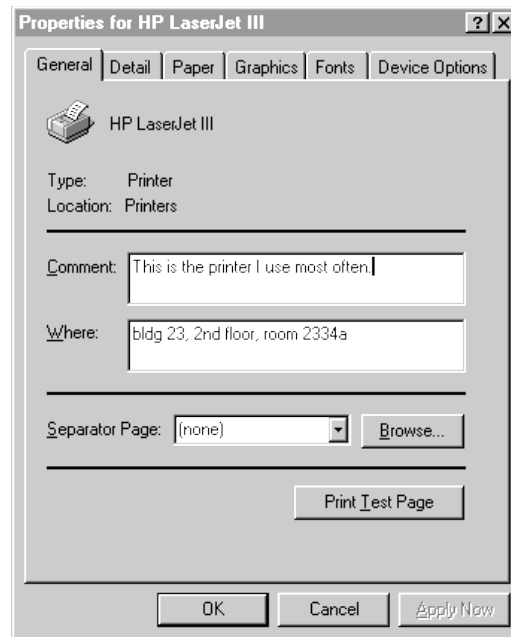 Properties for HP LaserJet III
General Detail Paper Graphics Fonts Device Options
HP LaserJet III
Type: Printer
Location: Printers
Comment: This is the printer I use most often.
Where: bldg 23, 2nd floor, room 2334a
Separator Page: (none) Browse...
Print Test Page
OK Cancel Apply Now